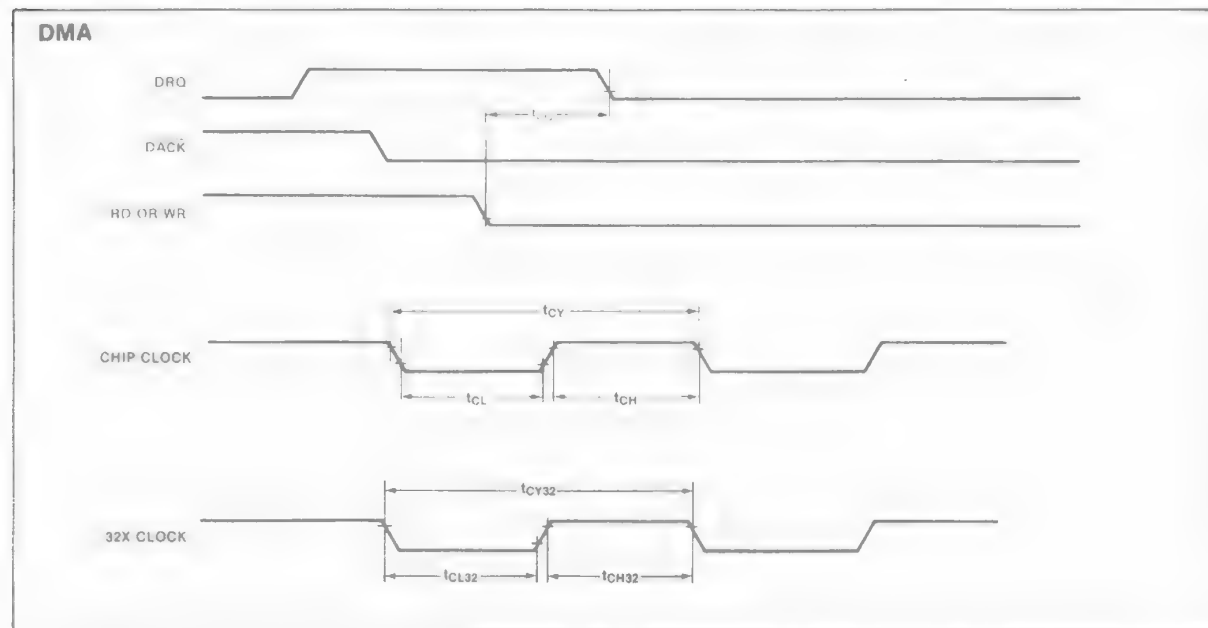 DMA
DRQ
DACK
RD OR WR
tCY
CHIP CLOCK
tCL
tCH
tCY32
32X CLOCK
tCL32
tCH32